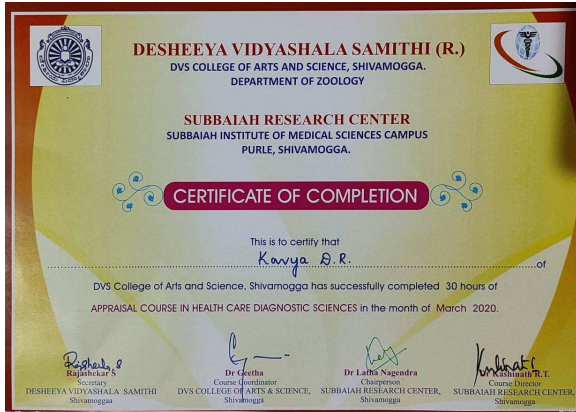 DESHEEYA VIDYASHALA SAMITHI (R.)
DVS COLLEGE OF ARTS AND SCIENCE, SHIVAMOGGA.
DEPARTMENT OF ZOOLOGY
SUBBAIAH RESEARCH CENTER
SUBBAIAH INSTITUTE OF MEDICAL SCIENCES CAMPUS
PURLE, SHIVAMOGGA.
CERTIFICATE OF COMPLETION
This is to certify that
Kavya D.R.
of
DVS College of Arts and Science, Shivamogga has successfully completed 30 hours of
APPRAISAL COURSE IN HEALTH CARE DIAGNOSTIC SCIENCES in the month of March 2020.
Rajashekar S
Secretary
DESHEEYA VIDYASHALA SAMITHI
Shivamogga
Dr Geetha
Course Coordinator
DVS COLLEGE OF ARTS & SCIENCE,
Shivamogga
Dr Latha Nagendra
Chairperson
SUBBAIAH RESEARCH CENTER,
Shivamogga
Kashinath R.T.
Course Director
SUBBAIAH RESEARCH CENTER,
Shivamogga